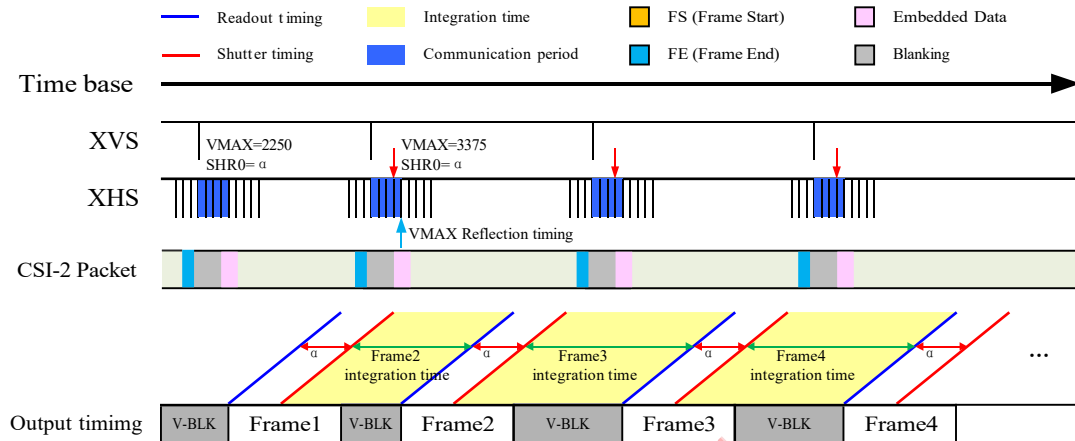 Readout timing
Integration time
FS (Frame Start)
Embedded Data
Shutter timing
Communication period
FE (Frame End)
Blanking
Time base
XVS
VMAX=2250
SHR0= α
VMAX=3375
SHR0= α
XHS
VMAX Reflection timing
CSI-2 Packet
α
Frame2
integration time
α
Frame3
integration time
α
Frame4
integration time
α
...
Output timimg
V-BLK
Frame1
V-BLK
Frame2
V-BLK
Frame3
V-BLK
Frame4